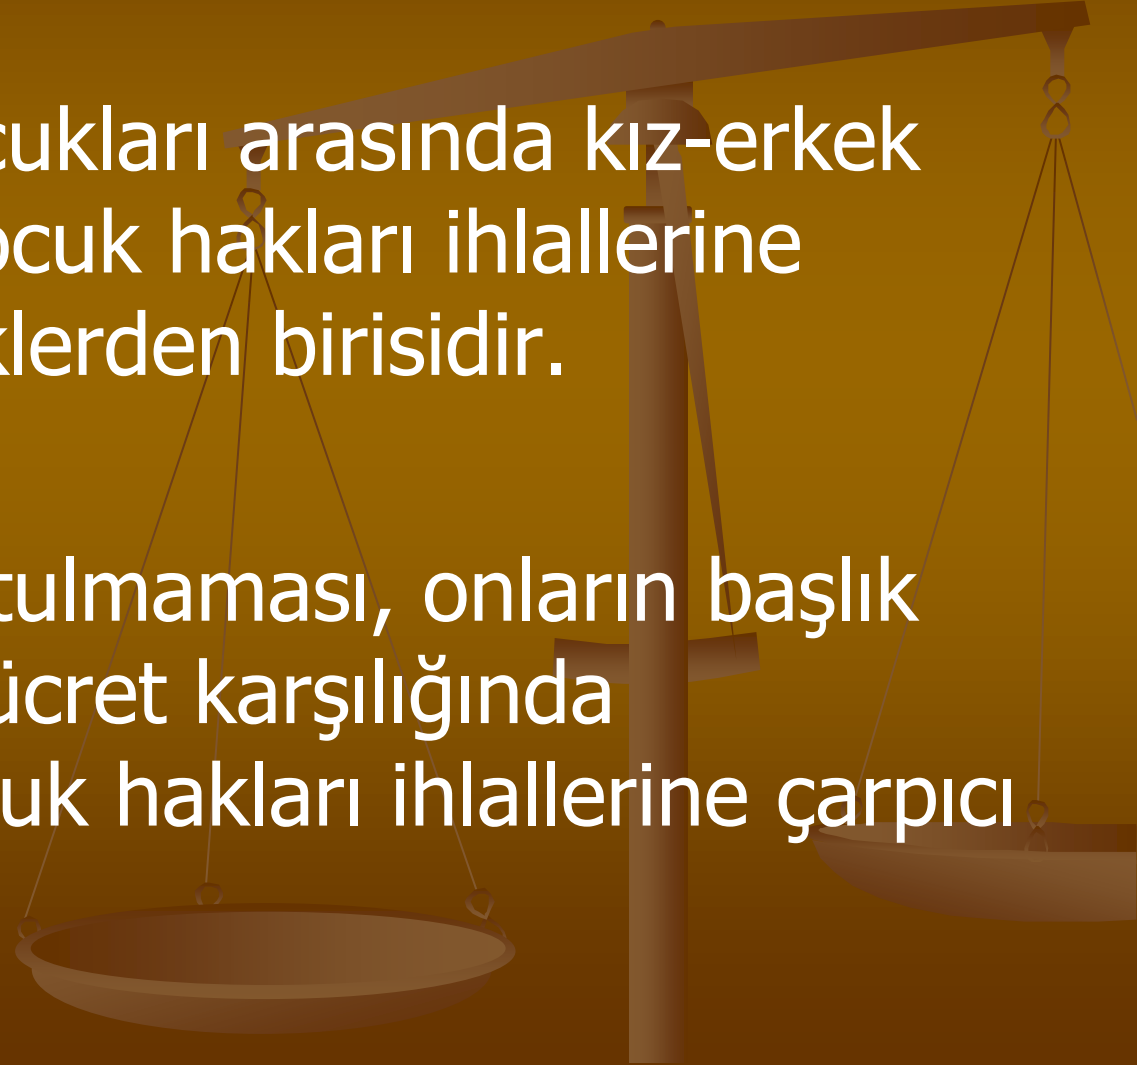 cukları arasında kız-erkek
ocuk hakları ihlallerine
klerden birisidir.
tulmaması, onların başlık
ücret karşılığında
uk hakları ihlallerine çarpıcı